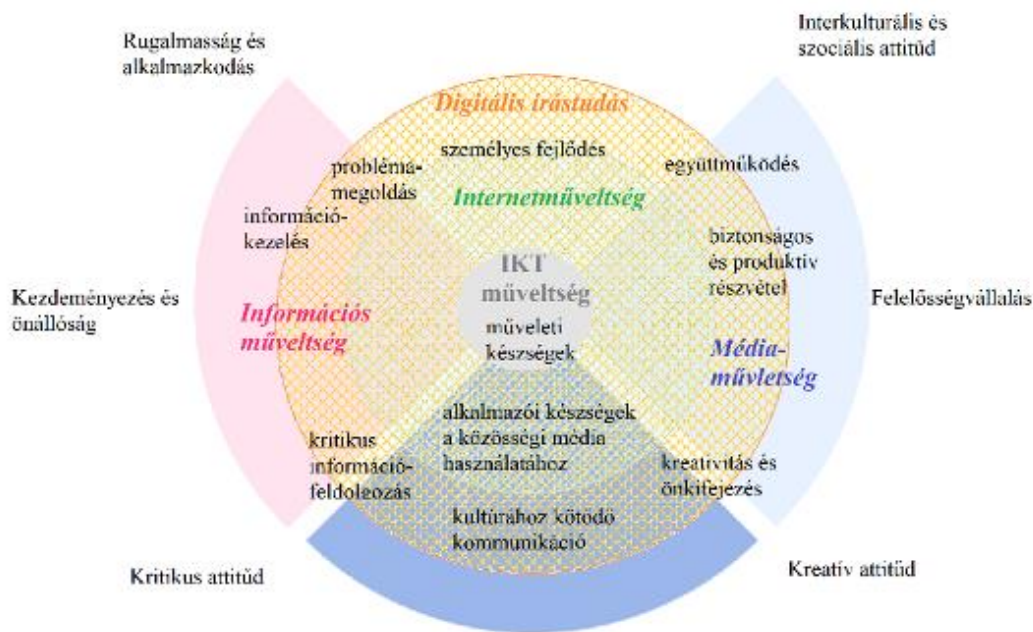 Rugalmasság és
alkalmazkodás
Interkulturális és
szociális attitűd
Digitális írástudás
személyes fejlődés
probléma-
megoldás
együttműködés
Internetműveltség
információ-
kezelés
biztonságos
és produktív
részvétel
IKT
műveltség
műveleti
készségek
Kezdeményezés és
önállóság
Információs
műveltség
Média-
művletség
Felelősségvállalás
alkalmazói készségek
a közösségi média
használatához
kritikus
információ-
feldolgozás
kreativitás és
önkifejezés
kultúrához kötödő
kommunikáció
Kritikus attitűd
Kreatív attitűd